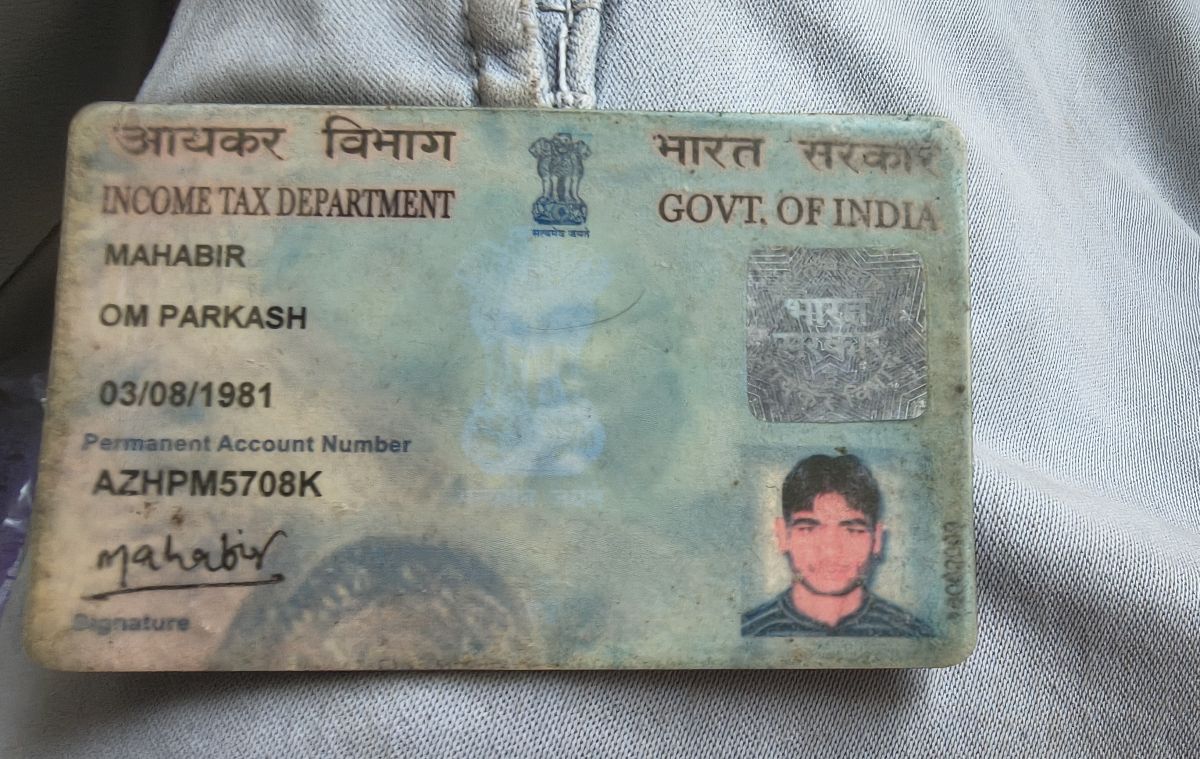 आयकर विभाग
INCOME TAX DEPARTMENT
सत्यमेव जयते
भारत सरकार
GOVT. OF INDIA
MAHABIR
OM PARKASH
03/08/1981
Permanent Account Number
AZHPM5708K
mahabir
Signature
भारत
सरकार